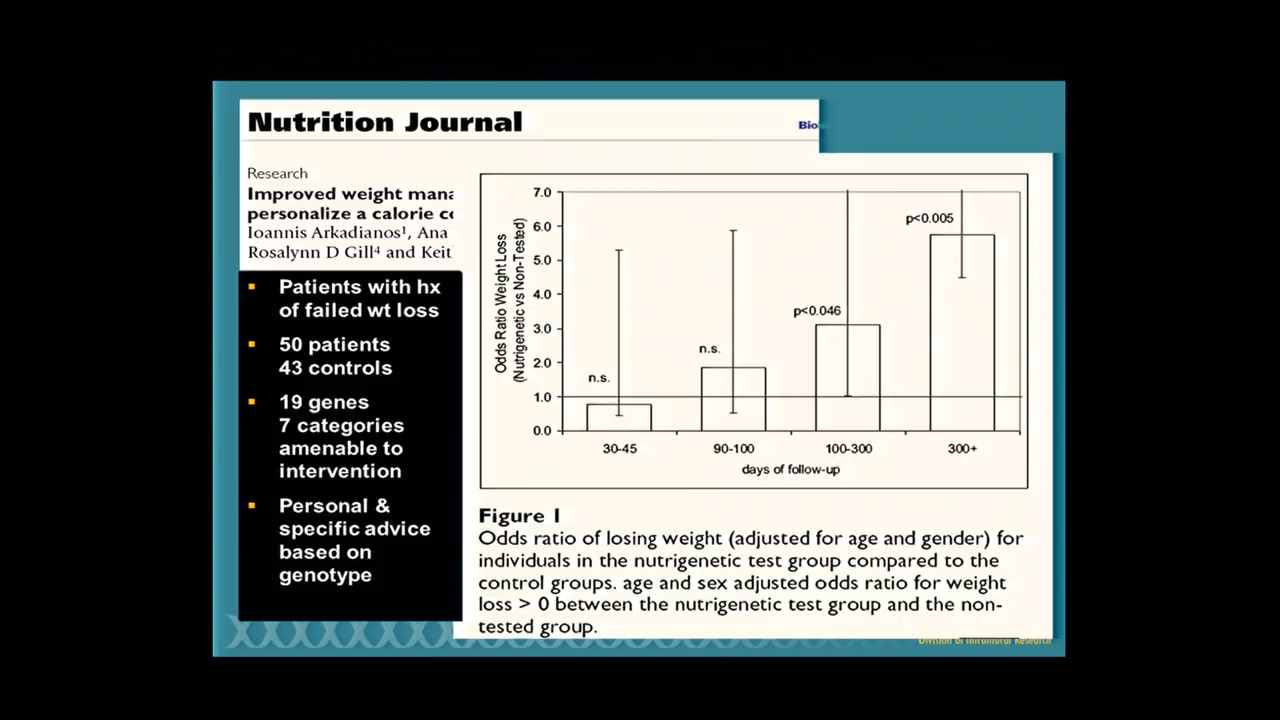 Nutrition Journal
Bio
Research
Improved weight mana
personalize a calorie co
Ioannis Arkadianos¹, Ana
Rosalynn D Gill⁴ and Keit
Patients with hx
of failed wt loss
50 patients
43 controls
19 genes
7 categories
amenable to
intervention
Personal &
specific advice
based on
genotype
Odds Ratio Weight Loss
(Nutrigenetic vs Non-Tested)
7.0
6.0
5.0
4.0
3.0
2.0
1.0
0.0
n.s.
n.s.
p<0.046
p<0.005
30-45
90-100
100-300
300+
days of follow-up
Figure 1
Odds ratio of losing weight (adjusted for age and gender) for
individuals in the nutrigenetic test group compared to the
control groups. age and sex adjusted odds ratio for weight
loss > 0 between the nutrigenetic test group and the non-
tested group.
Division of Intramural Research